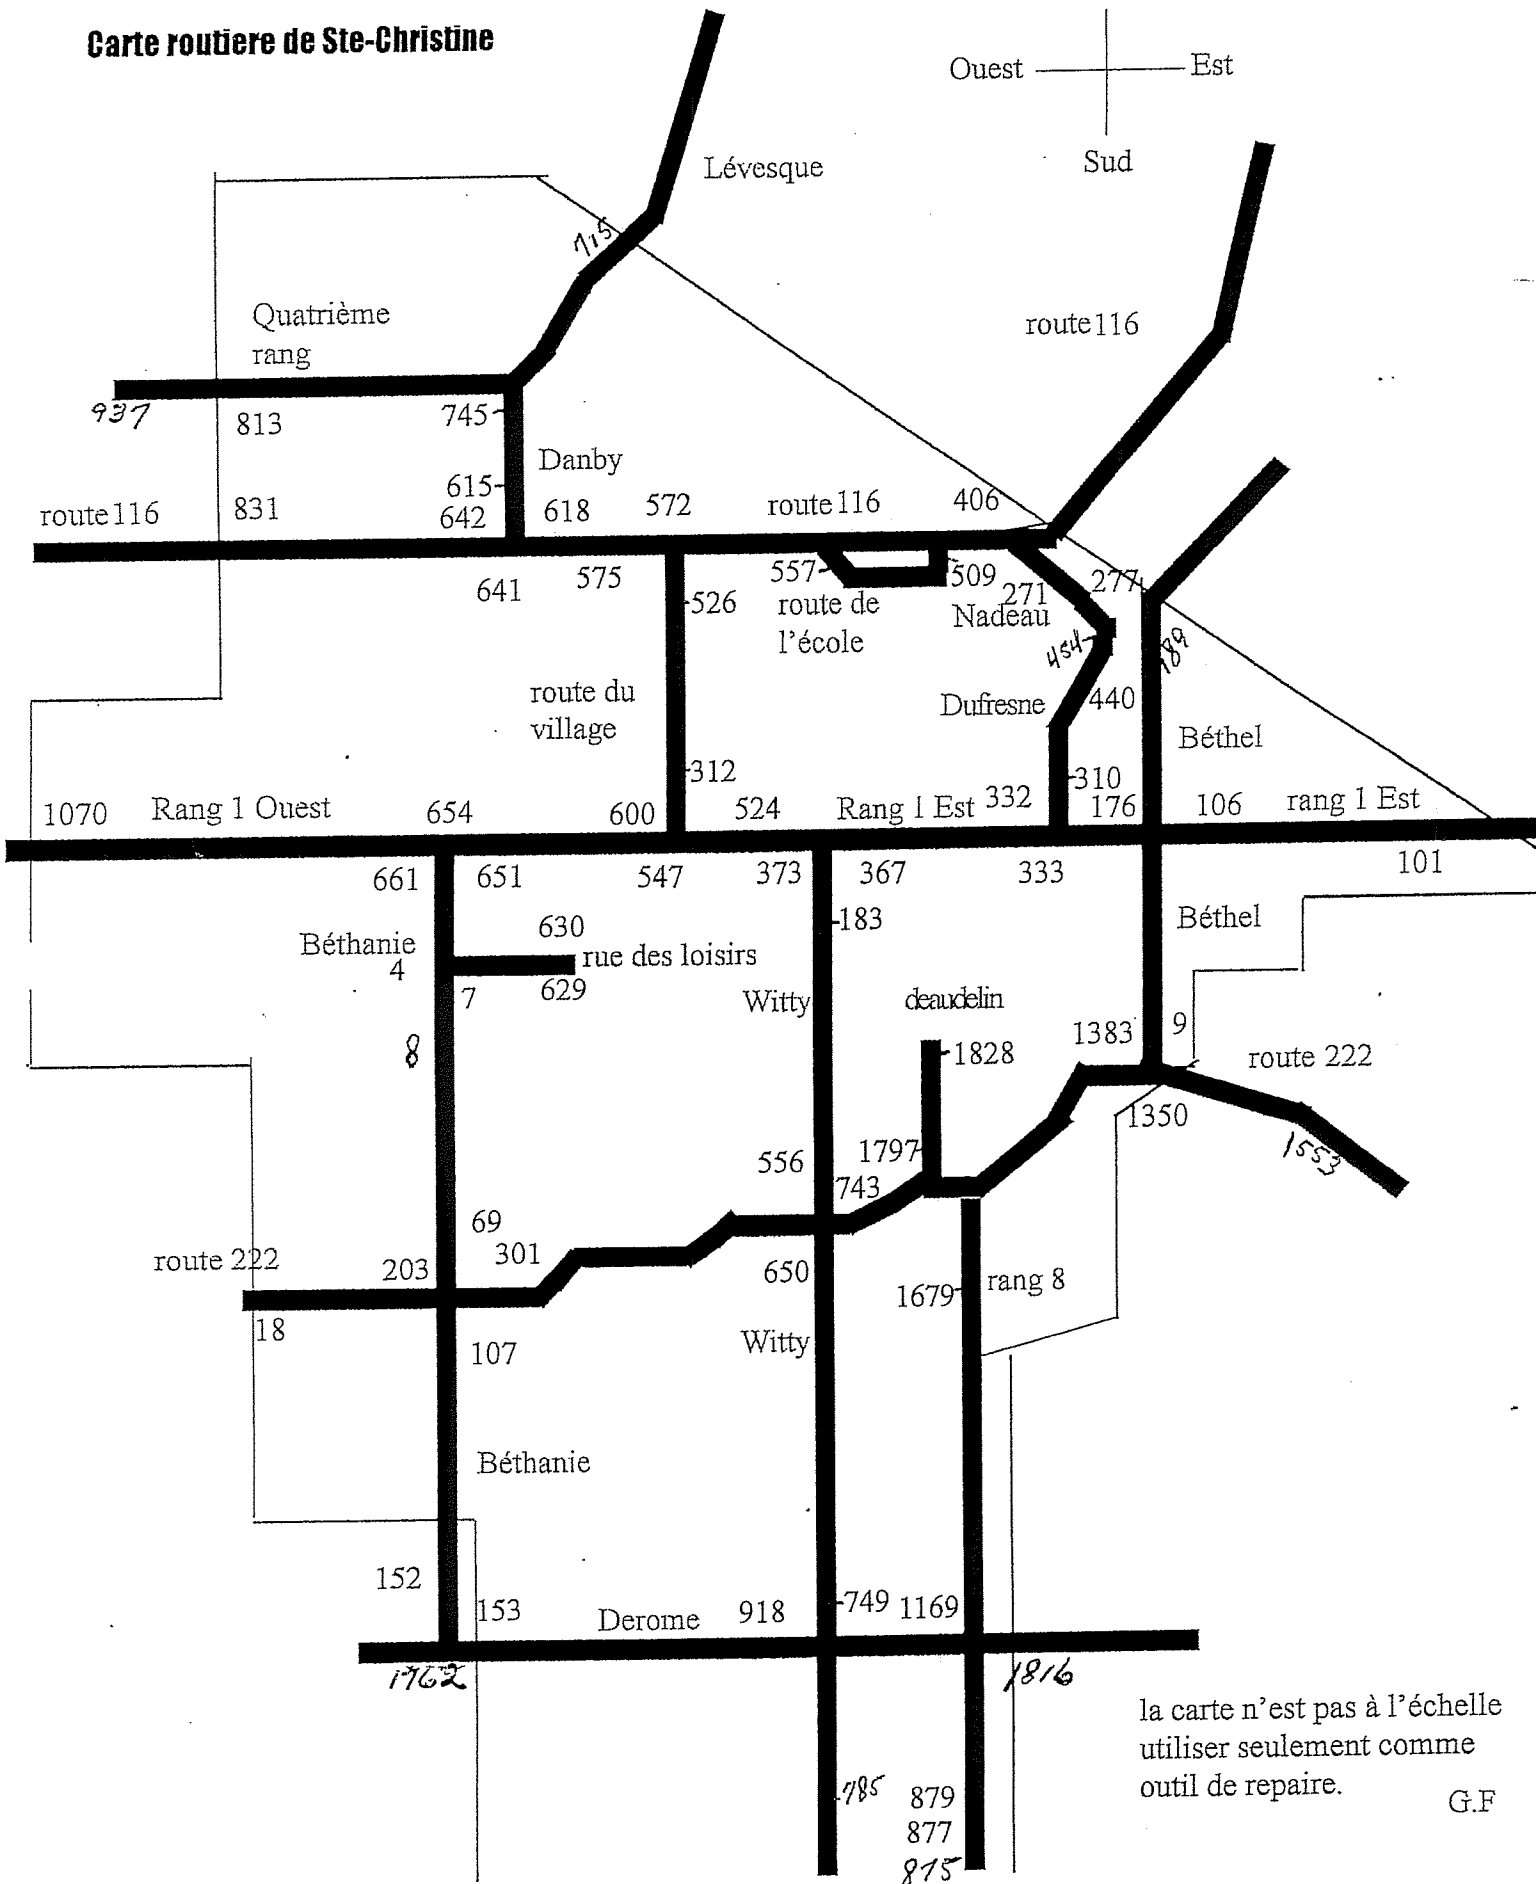 Carte routiere de Ste-Christine
Ouest
Est
Sud
Lévesque
715
Quatrième
rang
route 116
937
813
745
Danby
615
406
route 116
831
642
618
572
route 116
641
575
557
509
271
277
526
route de
l'école
Nadeau
454
189
route du
village
Dufresne
440
Béthel
312
310
1070
Rang 1 Ouest
654
600
524
Rang 1 Est
332
176
106
rang 1 Est
661
651
547
373
367
333
101
183
Béthel
630
Béthanie
4
rue des loisirs
7
629
Witty
deaudelin
8
1383
9
1828
route 222
1350
1797
556
743
1553
69
301
route 222
203
650
1679
rang 8
18
107
Witty
Béthanie
152
153
Derome
918
749
1169
1762
1816
la carte n'est pas à l'échelle
utiliser seulement comme
outil de repaire.
G.F
785
879
877
815